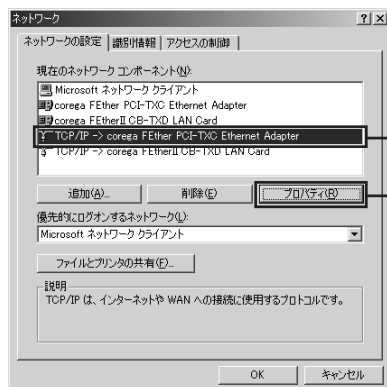 ネットワーク
ネットワークの設定 識別情報 アクセスの制御
現在のネットワーク コンポーネント(N):
Microsoft ネットワーク クライアント
corega FEther PCI-TXC Ethernet Adapter
corega FEtherII CB-TXD LAN Card
TCP/IP -> corega FEther PCI-TXC Ethernet Adapter
TCP/IP -> corega FEtherII CB-TXD LAN Card
追加(A)... 削除(E) プロパティ(R)
優先的にログオンするネットワーク(L):
Microsoft ネットワーク クライアント
ファイルとプリンタの共有(F)...
説明
TCP/IP は、インターネットや WAN への接続に使用するプロトコルです。
OK キャンセル